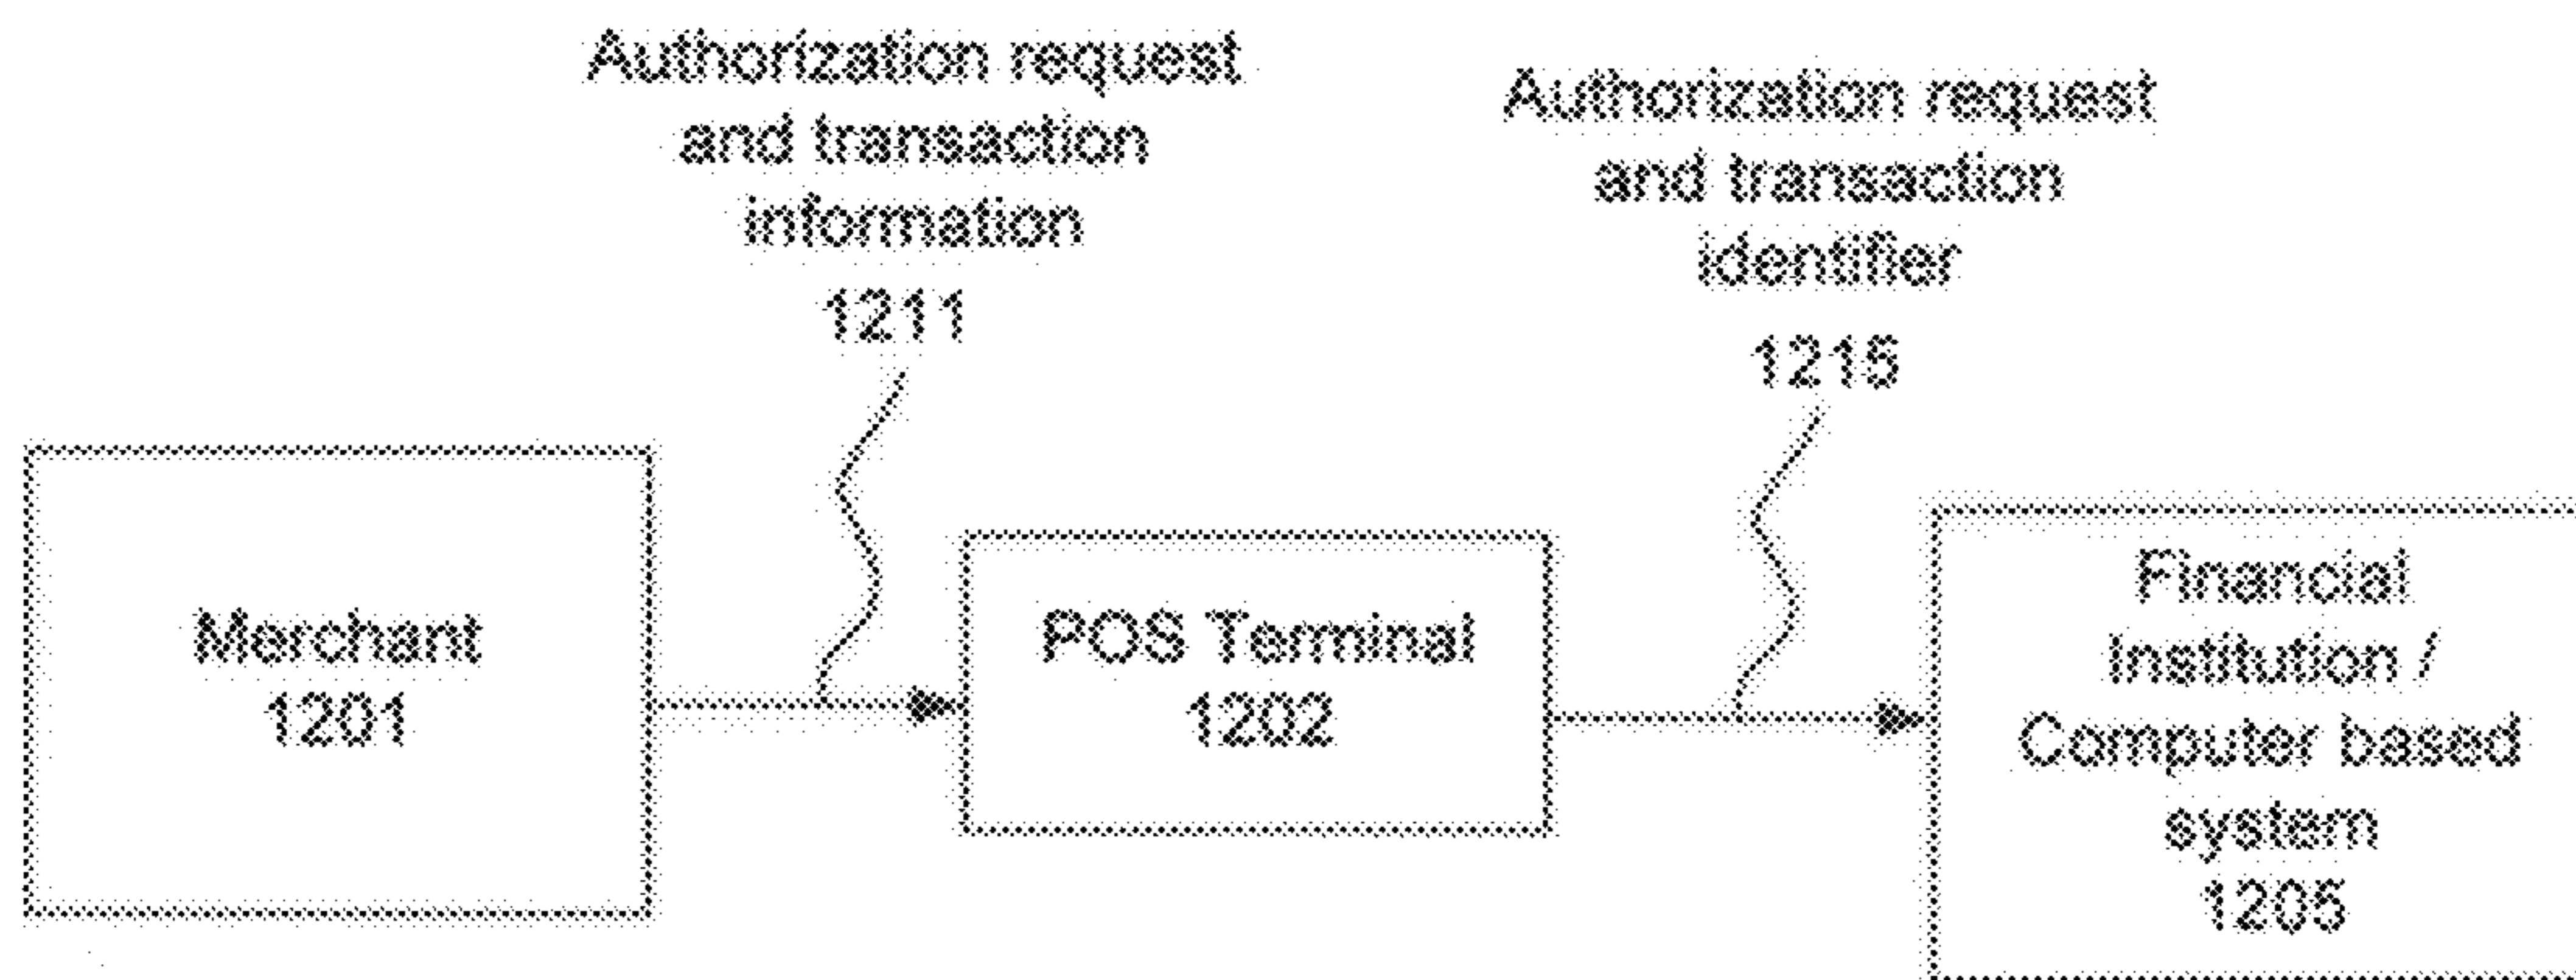 Authorization request
and transaction
information
1211
Authorization request
and transaction
identifier
1215
Merchant
1201
POS Terminal
1202
Financial
Institution /
Computer based
system
1205